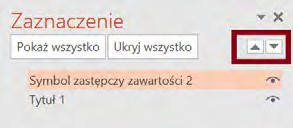 Zaznaczenie
Pokaż wszystko Ukryj wszystko
Symbol zastępczy zawartości 2
Tytuł 1